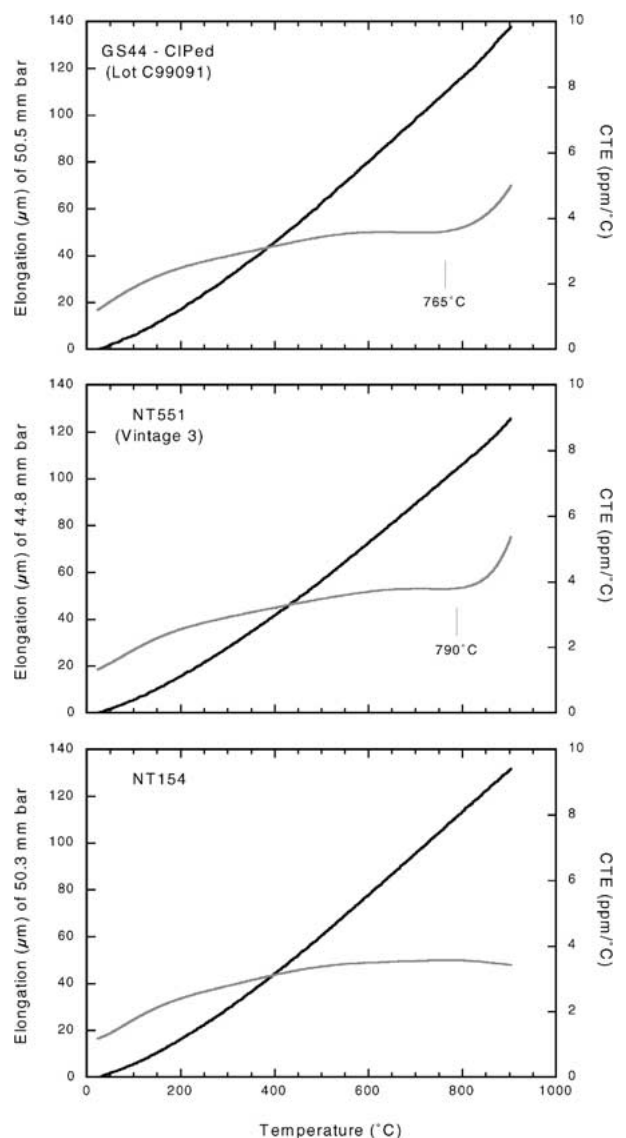 GS44 - CIPed
(Lot C99091)
Elongation (µm) of 50.5 mm bar
140
120
100
80
60
40
20
0
10
8
6
4
2
0
CTE (ppm/˚C)
765˚C
NT551
(Vintage 3)
Elongation (µm) of 44.8 mm bar
140
120
100
80
60
40
20
0
10
8
6
4
2
0
CTE (ppm/˚C)
790˚C
NT154
Elongation (µm) of 50.3 mm bar
140
120
100
80
60
40
20
0
10
8
6
4
2
0
CTE (ppm/˚C)
0 200 400 600 800 1000
Temperature (˚C)